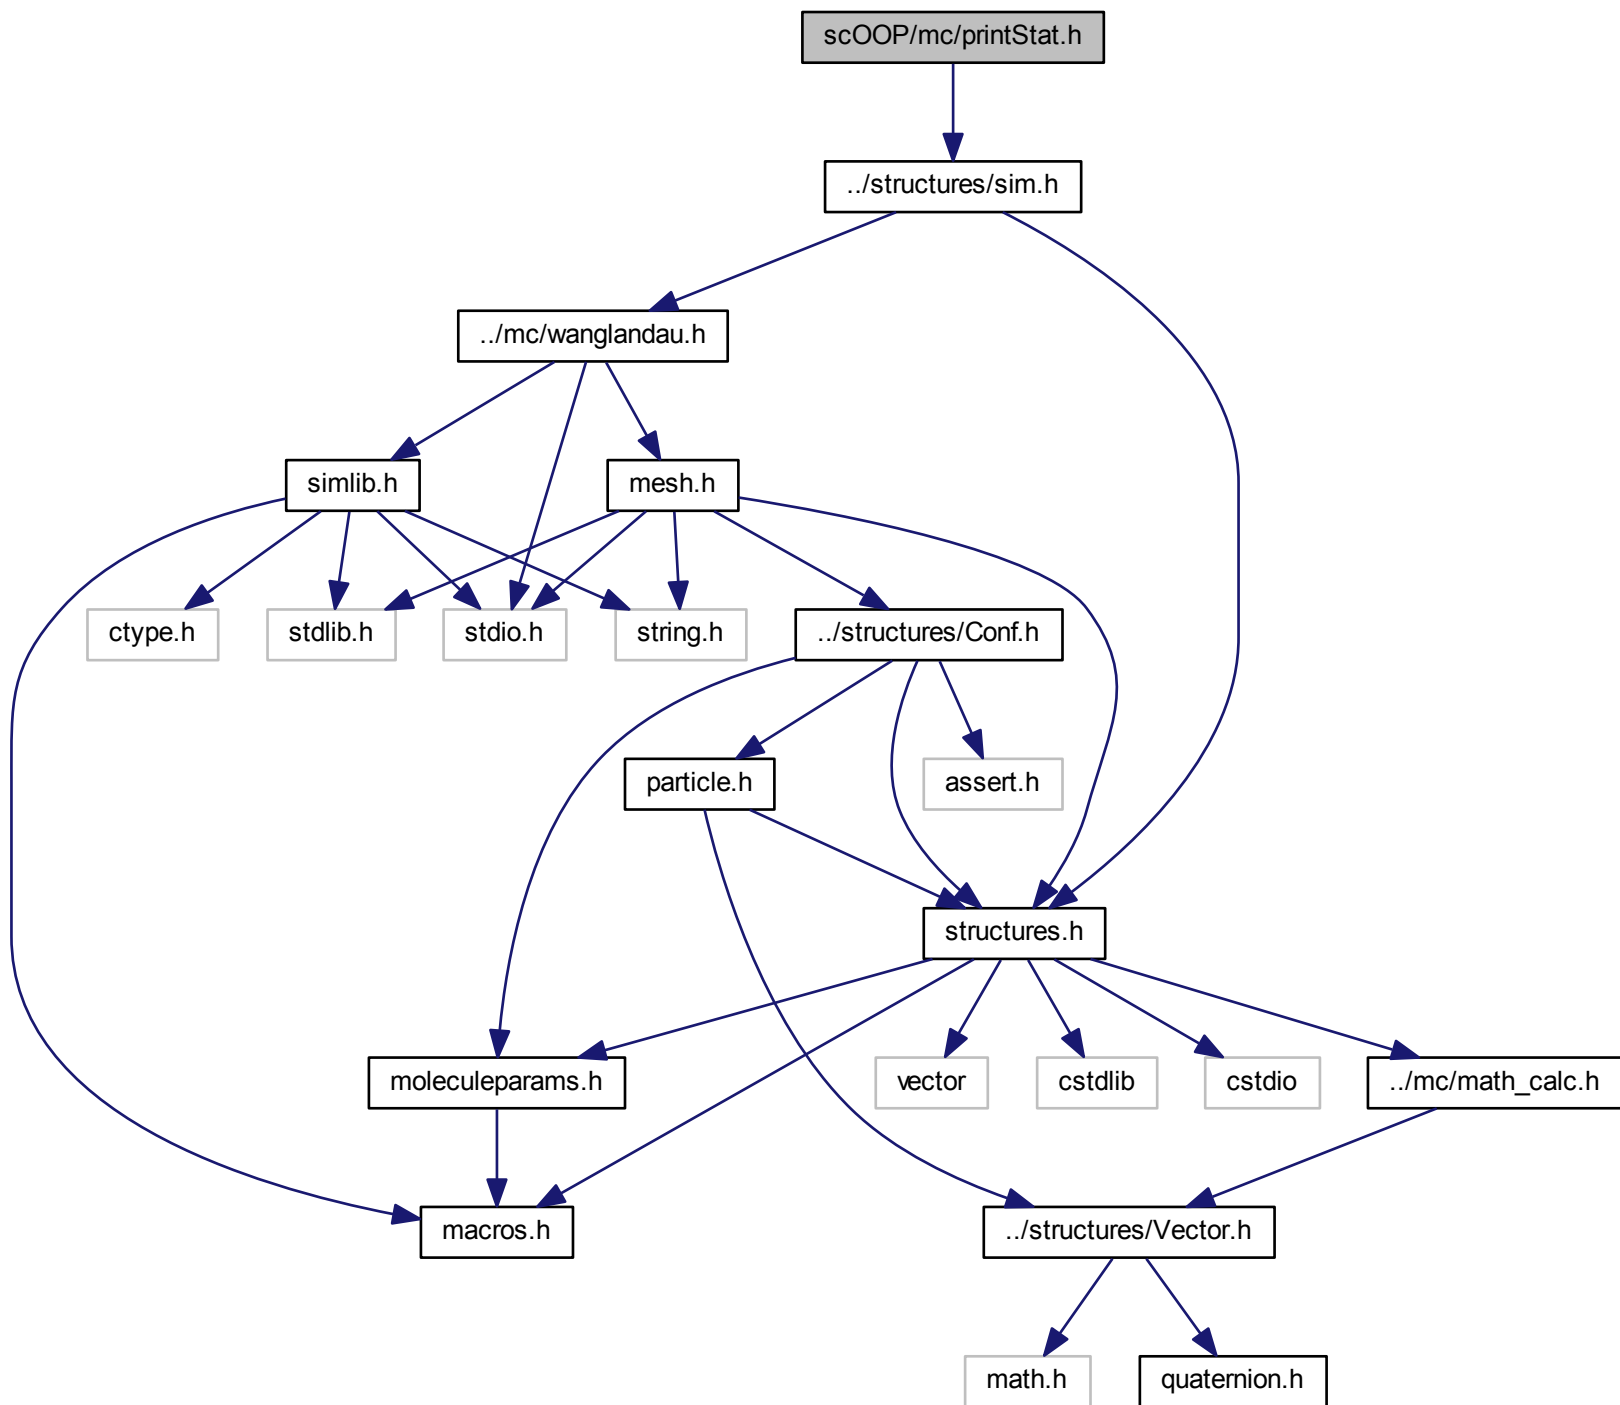 scOOP/mc/printStat.h
../structures/sim.h
../mc/wanglandau.h
simlib.h
mesh.h
ctype.h
stdlib.h
stdio.h
string.h
../structures/Conf.h
particle.h
assert.h
structures.h
moleculeparams.h
vector
cstdlib
cstdio
../mc/math_calc.h
macros.h
../structures/Vector.h
math.h
quaternion.h